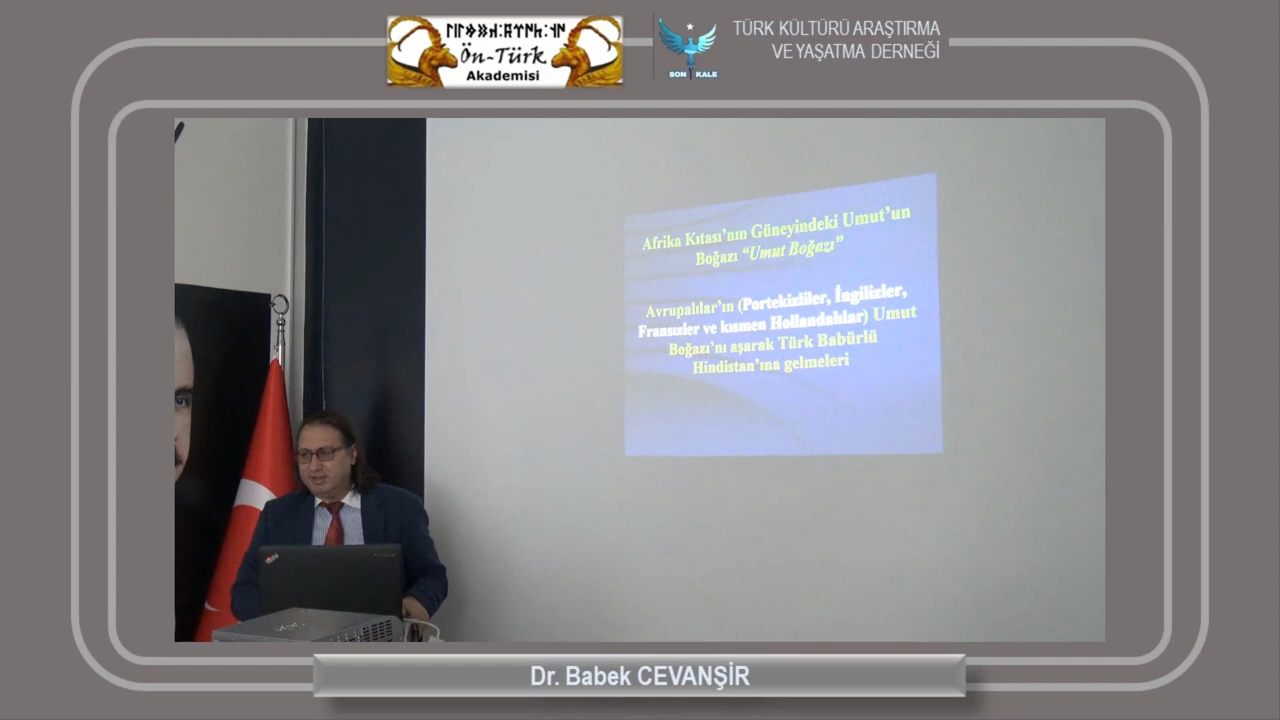 Ön-Türk
Akademisi
SON KALE
TÜRK KÜLTÜRÜ ARAŞTIRMA
VE YAŞATMA DERNEĞİ
Afrika Kıtası’nın Güneyindeki Umut’un
Boğazı “Umut Boğazı”
Avrupalılar’ın (Portekizliler, İngilizler,
Fransızler ve kısmen Hollandalılar) Umut
Boğazı’nı aşarak Türk Babürlü
Hindistan’ına gelmeleri
Dr. Babek CEVANŞİR